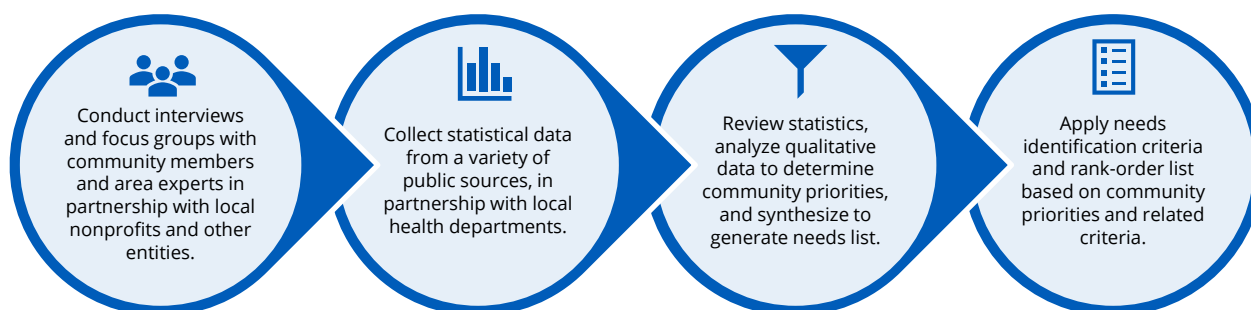 Conduct interviews
and focus groups with
community members
and area experts in
partnership with local
nonprofits and other
entities.
Collect statistical data
from a variety of
public sources, in
partnership with local
health departments.
Review statistics,
analyze qualitative
data to determine
community priorities,
and synthesize to
generate needs list.
Apply needs
identification criteria
and rank-order list
based on community
priorities and related
criteria.